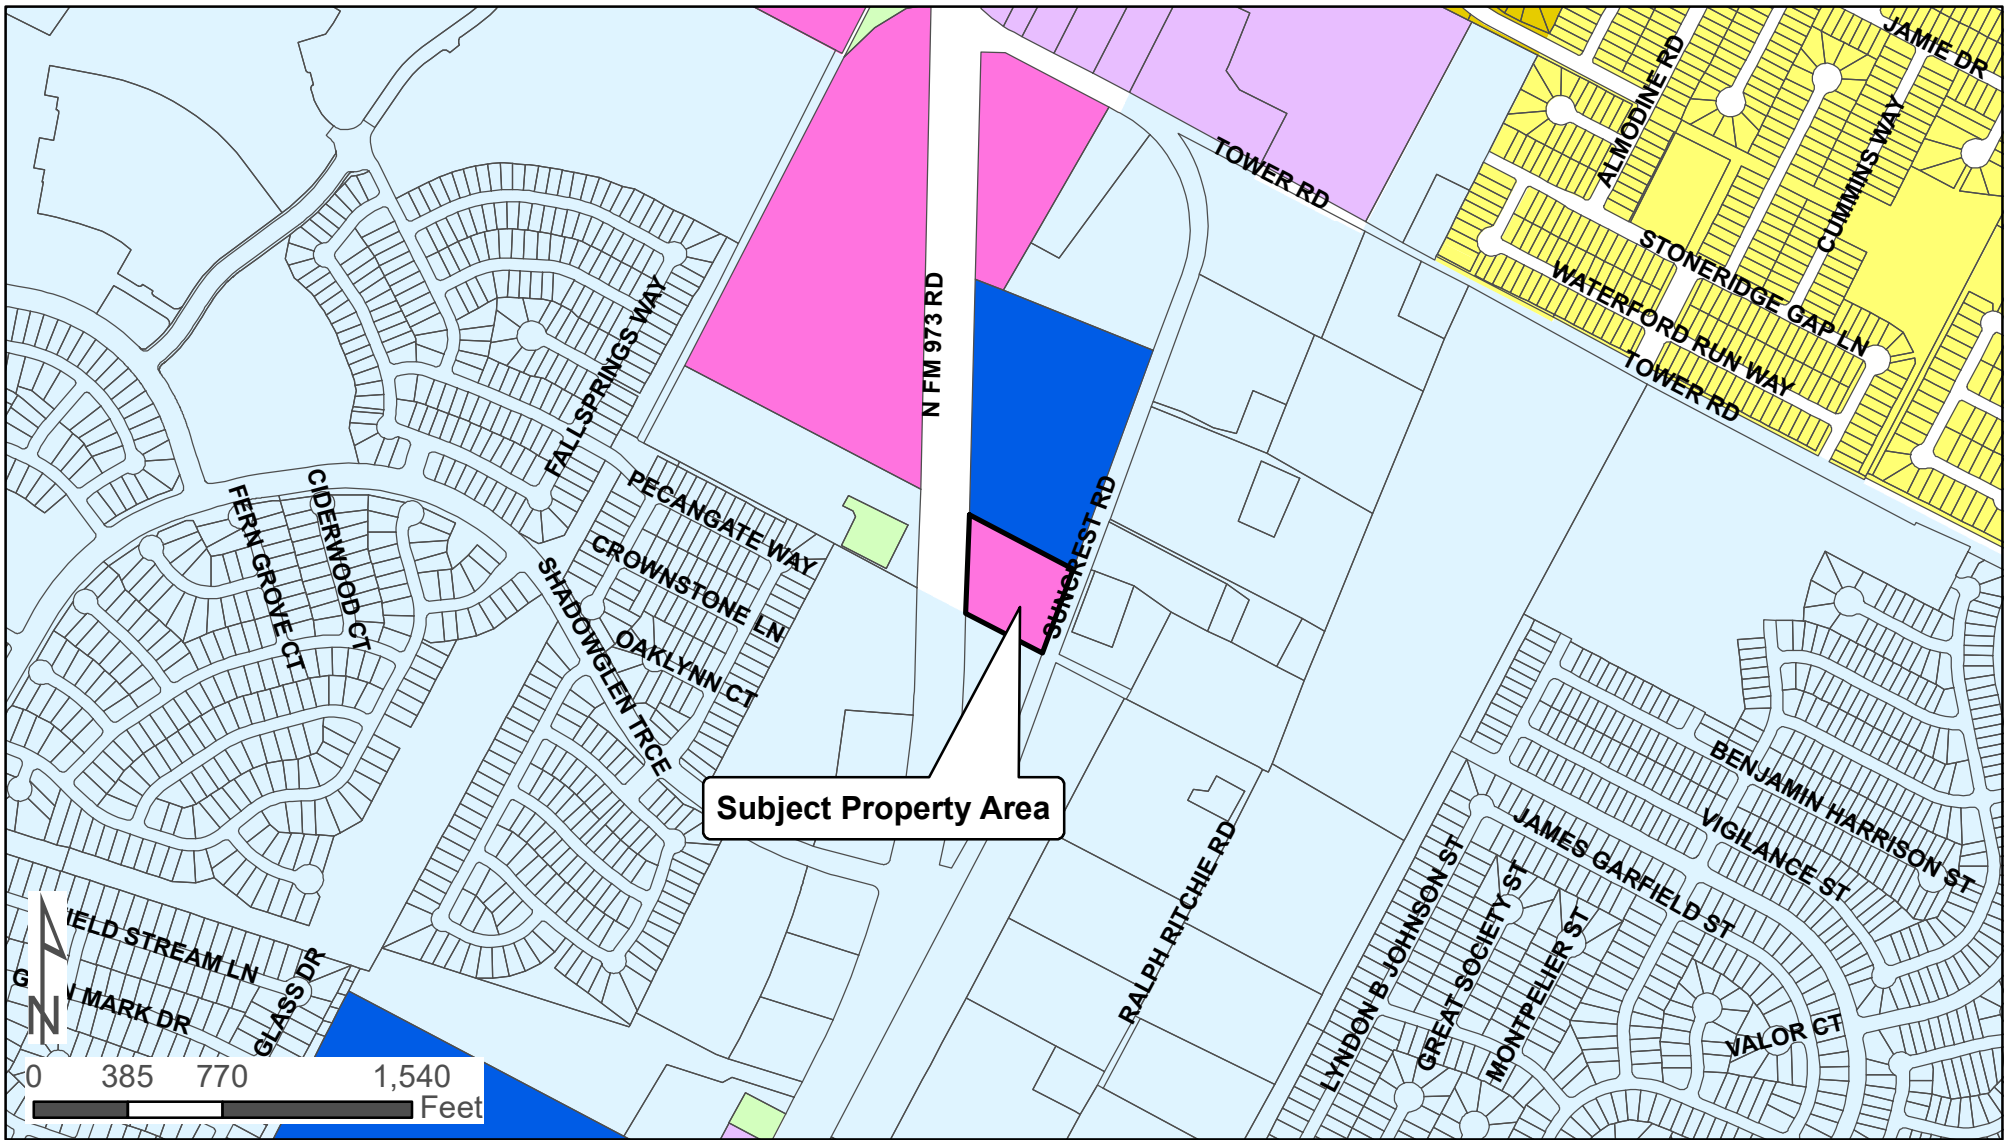 JAMIE DR
ALMODINE RD
CUMMINS WAY
TOWER RD
STONERIDGE GAP LN
WATERFORD RUN WAY
TOWER RD
N FM 973 RD
FALLSPRINGS WAY
PECANGATE WAY
CIDERWOOD CT
FERN GROVE CT
CROWNSTONE LN
SUNCREST RD
SHADOWGLEN TRCE
OAKLYNN CT
Subject Property Area
BENJAMIN HARRISON ST
VIGILANCE ST
JAMES GARFIELD ST
RALPH RITCHIE RD
LYNDON B JOHNSON ST
GREAT SOCIETY ST
MONTPELIER ST
VALOR CT
STREAM LN
MARK DR
GLASS DR
N
0 385 770 1,540
Feet